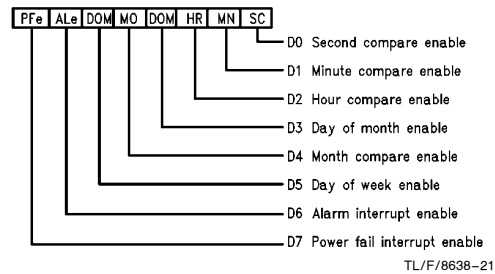 PFe ALe DOM MO DOM HR MN SC
D0 Second compare enable
D1 Minute compare enable
D2 Hour compare enable
D3 Day of month enable
D4 Month compare enable
D5 Day of week enable
D6 Alarm interrupt enable
D7 Power fail interrupt enable
TL/F/8638–21